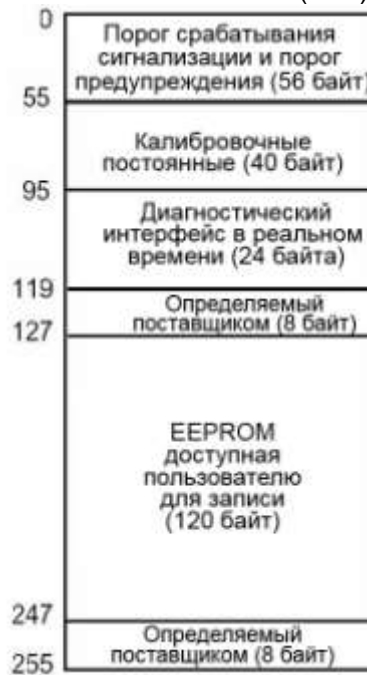 0
Порог срабатывания
сигнализации и порог
предупреждения (56 байт)
55
Калибровочные
постоянные (40 байт)
95
Диагностический
интерфейс в реальном
времени (24 байта)
119
Определяемый
поставщиком (8 байт)
127
EEPROM
доступная
пользователю
для записи
(120 байт)
247
Определяемый
поставщиком (8 байт)
255